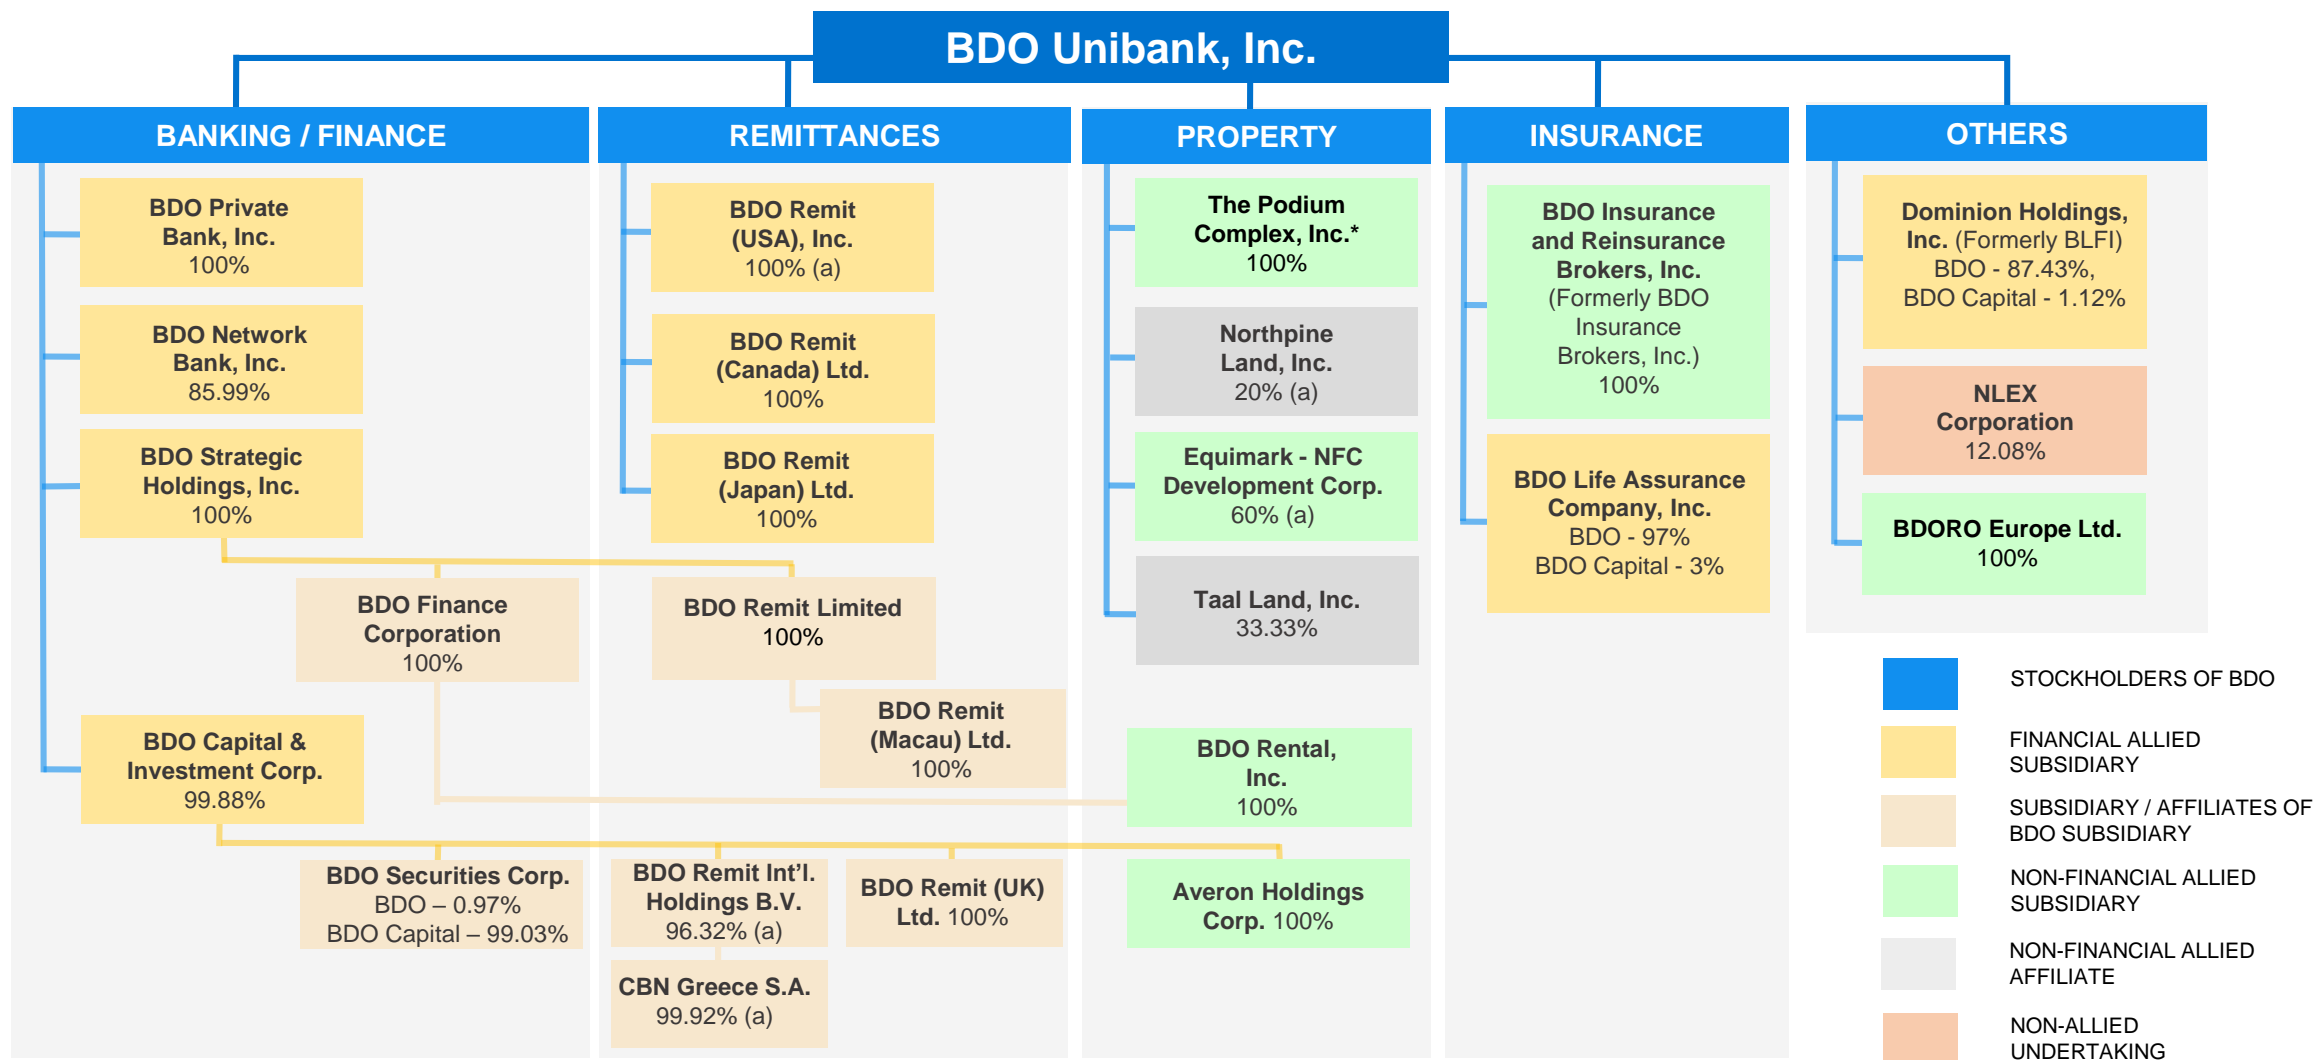 BDO Unibank, Inc.
BANKING / FINANCE
BDO Private
Bank, Inc.
100%
BDO Network
Bank, Inc.
85.99%
BDO Strategic
Holdings, Inc.
100%
BDO Finance
Corporation
100%
BDO Capital &
Investment Corp.
99.88%
BDO Securities Corp.
BDO – 0.97%
BDO Capital – 99.03%
REMITTANCES
BDO Remit
(USA), Inc.
100% (a)
BDO Remit
(Canada) Ltd.
100%
BDO Remit
(Japan) Ltd.
100%
BDO Remit Limited
100%
BDO Remit
(Macau) Ltd.
100%
BDO Remit Int’l.
Holdings B.V.
96.32% (a)
BDO Remit (UK)
Ltd. 100%
CBN Greece S.A.
99.92% (a)
PROPERTY
The Podium
Complex, Inc.*
100%
Northpine
Land, Inc.
20% (a)
Equimark - NFC
Development Corp.
60% (a)
Taal Land, Inc.
33.33%
BDO Rental,
Inc.
100%
Averon Holdings
Corp. 100%
INSURANCE
BDO Insurance
and Reinsurance
Brokers, Inc.
(Formerly BDO
Insurance
Brokers, Inc.)
100%
BDO Life Assurance
Company, Inc.
BDO - 97%
BDO Capital - 3%
OTHERS
Dominion Holdings,
Inc. (Formerly BLFI)
BDO - 87.43%,
BDO Capital - 1.12%
NLEX
Corporation
12.08%
BDORO Europe Ltd.
100%
STOCKHOLDERS OF BDO
FINANCIAL ALLIED
SUBSIDIARY
SUBSIDIARY / AFFILIATES OF
BDO SUBSIDIARY
NON-FINANCIAL ALLIED
SUBSIDIARY
NON-FINANCIAL ALLIED
AFFILIATE
NON-ALLIED
UNDERTAKING